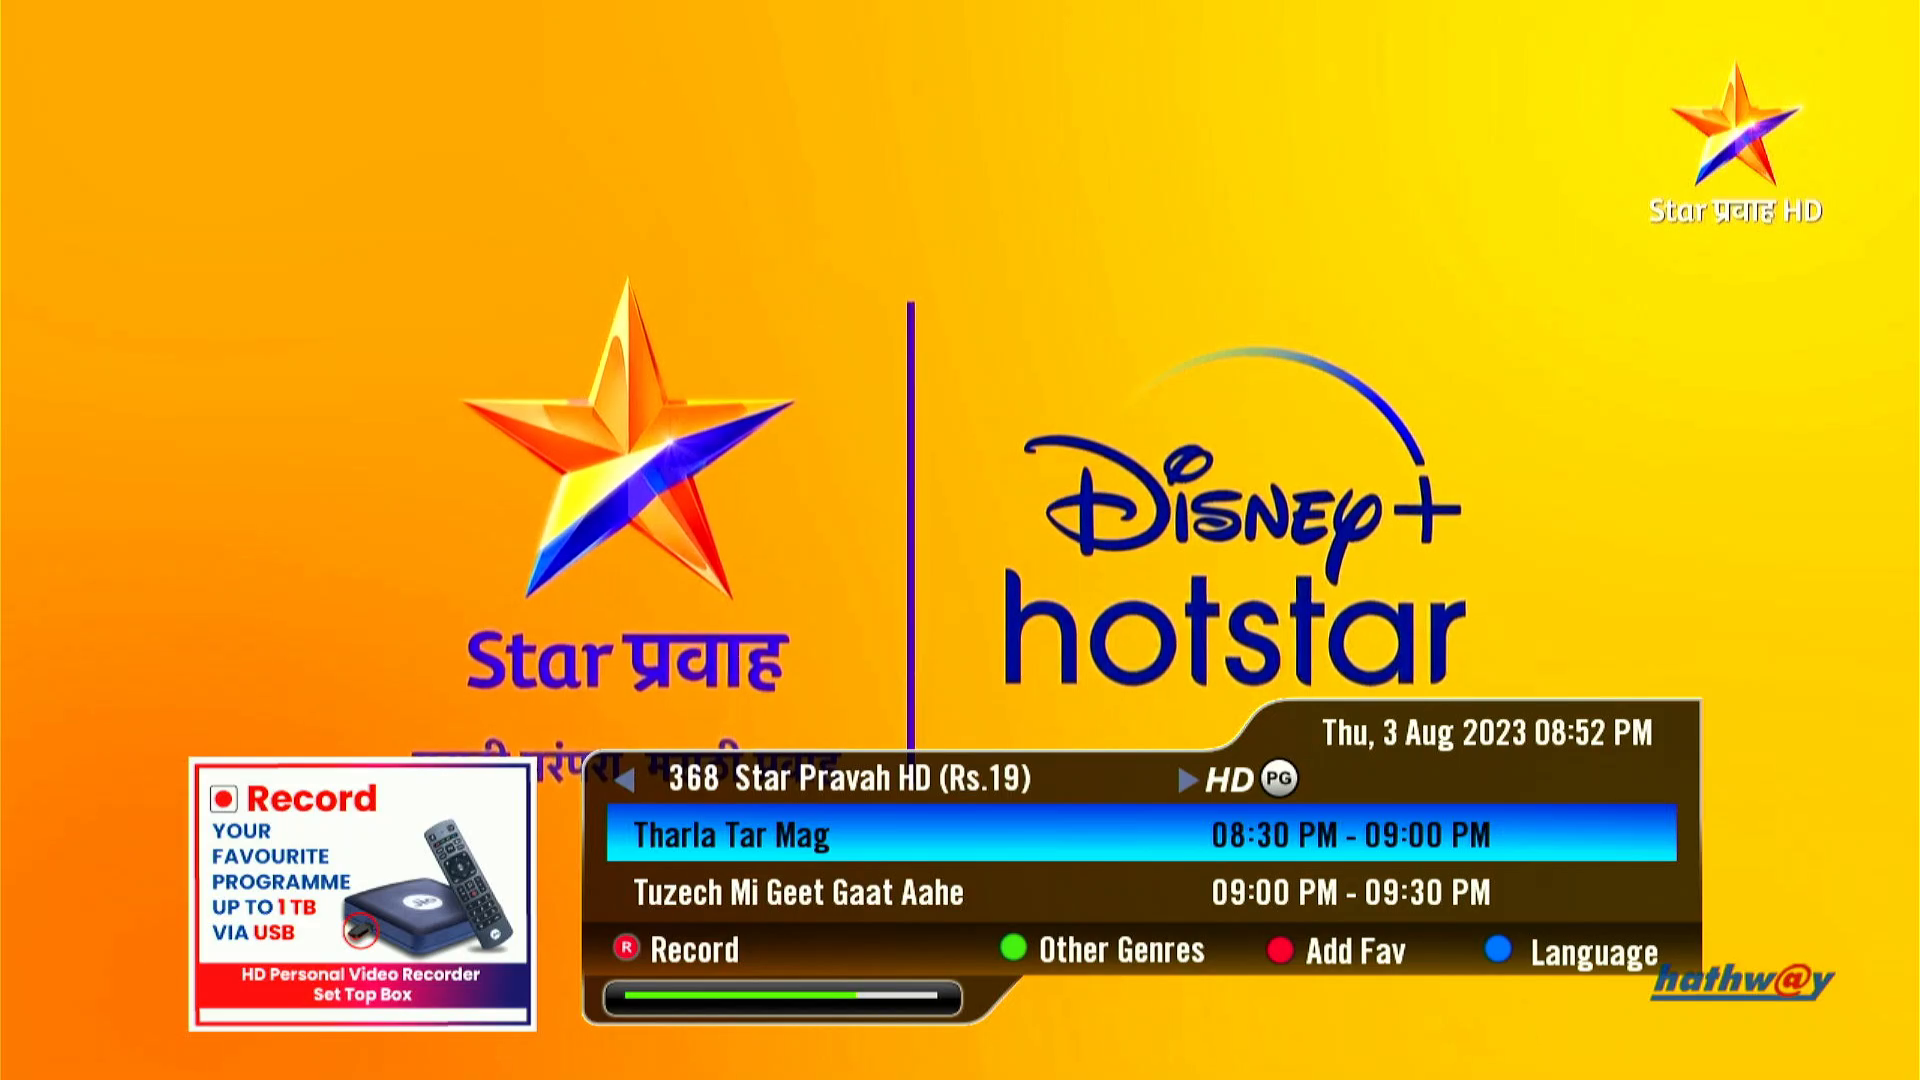 Star प्रवाह HD
Star प्रवाह
DISNEY+
hotstar
Thu, 3 Aug 2023 08:52 PM
368 Star Pravah HD (Rs.19)
HD PG
Tharla Tar Mag 08:30 PM - 09:00 PM
Tuzech Mi Geet Gaat Aahe 09:00 PM - 09:30 PM
R Record Other Genres Add Fav Language
hathw@y
Record
YOUR
FAVOURITE
PROGRAMME
UP TO 1 TB
VIA USB
Jio
HD Personal Video Recorder
Set Top Box